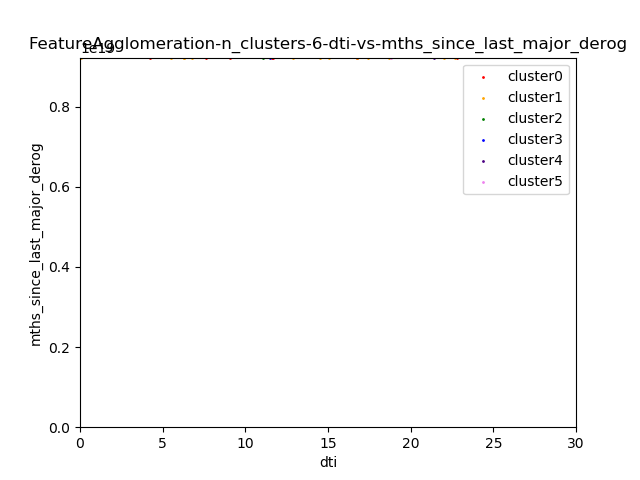 FeatureAgglomeration-n_clusters-6-dti-vs-mths_since_last_major_derog
1e19
cluster0
cluster1
cluster2
cluster3
cluster4
cluster5
0.8
0.6
0.4
0.2
0.0
mths_since_last_major_derog
0 5 10 15 20 25 30
dti